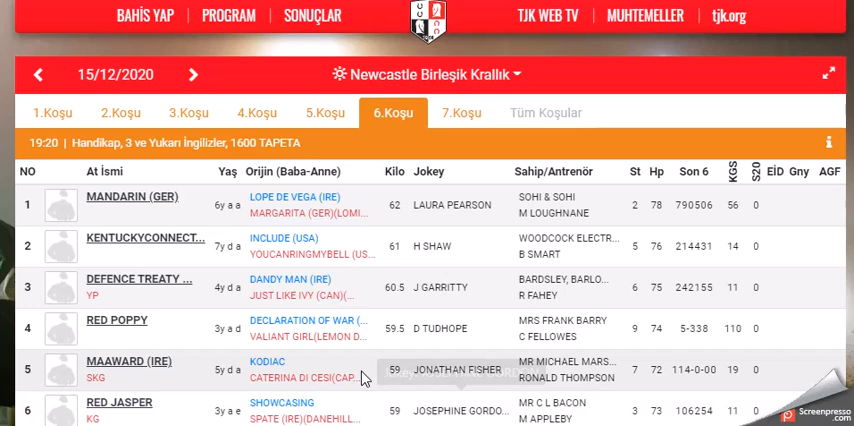 BAHİS YAP | PROGRAM | SONUÇLAR TJK WEB TV | MUHTEMELLER | tjk.org
15/12/2020 Newcastle Birleşik Krallık
1.Koşu 2.Koşu 3.Koşu 4.Koşu 5.Koşu 6.Koşu 7.Koşu Tüm Koşular
19:20 | Handikap, 3 ve Yukarı İngilizler, 1600 TAPETA
NO At İsmi Yaş Orijin (Baba-Anne) Kilo Jokey Sahip/Antrenör St Hp Son 6 KGS S20 EİD Gny AGF
1 MANDARIN (GER) 6y a a LOPE DE VEGA (IRE) 62 LAURA PEARSON SOHI & SOHI 2 78 790506 56 0
MARGARITA (GER)(LOMI... M LOUGHNANE
2 KENTUCKYCONNECT... 7y d a INCLUDE (USA) 61 H SHAW WOODCOCK ELECTR... 5 76 214431 14 0
YOUCANRINGMYBELL (US... B SMART
3 DEFENCE TREATY ... 4y d a DANDY MAN (IRE) 60.5 J GARRITTY BARDSLEY, BARLO... 6 75 242155 11 0
YP JUST LIKE IVY (CAN)(... R FAHEY
4 RED POPPY 3y a d DECLARATION OF WAR (... 59.5 D TUDHOPE MRS FRANK BARRY 9 74 5-338 110 0
VALIANT GIRL(LEMON D... C FELLOWES
5 MAAWARD (IRE) 5y d a KODIAC 59 JONATHAN FISHER MR MICHAEL MARS... 7 72 114-0-00 19 0
SKG CATERINA DI CESI(CAP... RONALD THOMPSON
6 RED JASPER 3y a e SHOWCASING 59 JOSEPHINE GORDO... MR C L BACON 3 73 106254 11 0
KG SPATE (IRE)(DANEHILL... M APPLEBY
Screenpresso
.com